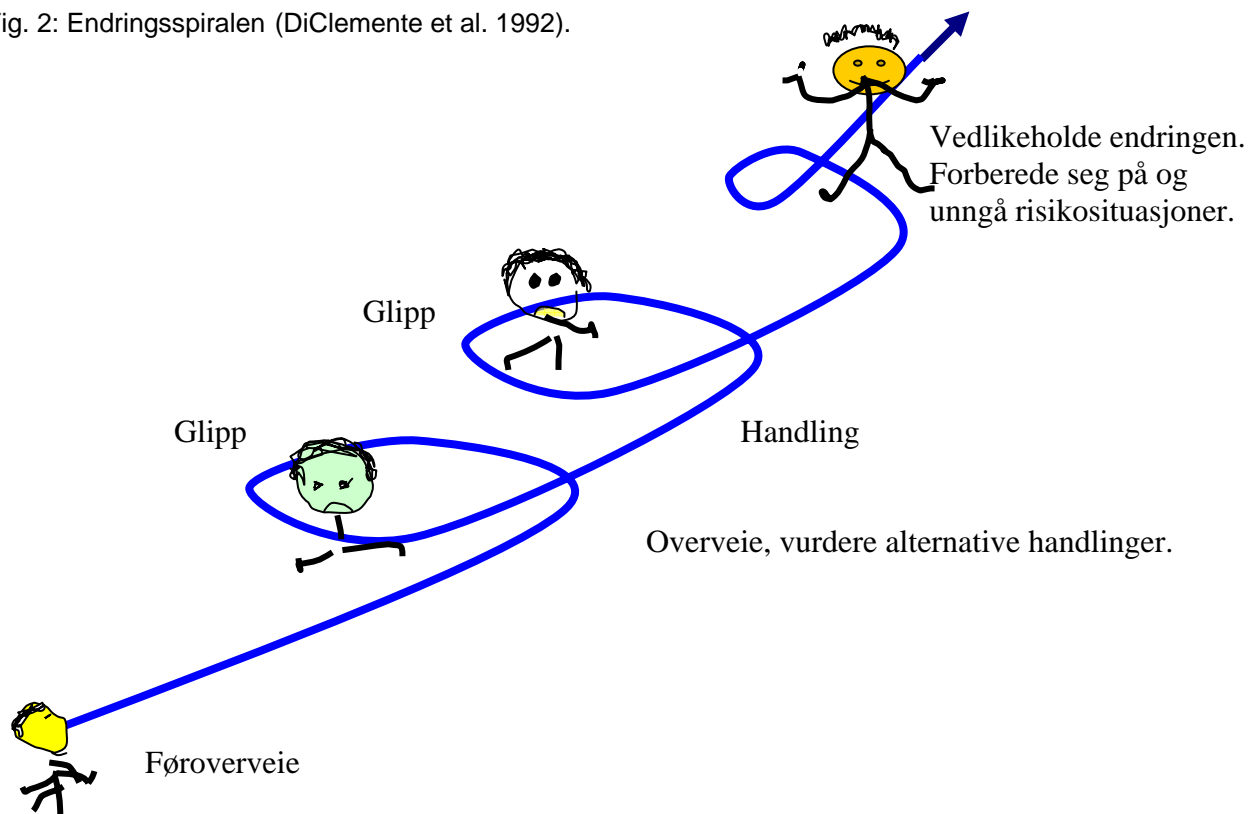 ig. 2: Endringsspiralen (DiClemente et al. 1992).
Vedlikeholde endringen.
Forberede seg på og
unngå risikosituasjoner.
Glipp
Glipp
Handling
Overveie, vurdere alternative handlinger.
Føroverveie